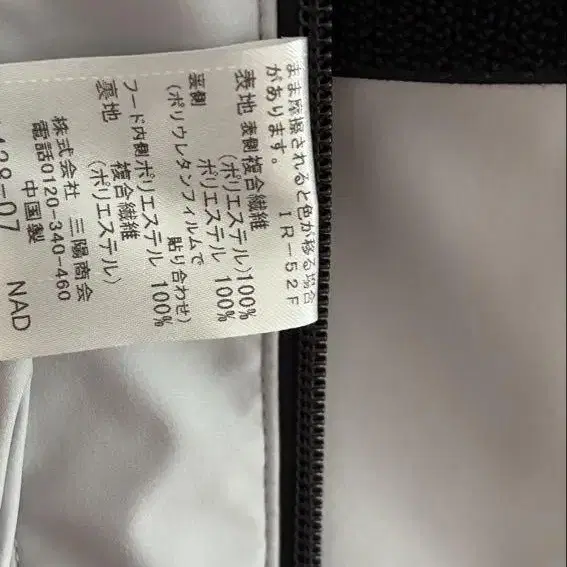 まま摩擦されると色が移る場合
があります。
IR-52F
表地 表側 複合繊維
(ポリエステル)100%
裏側 ポリエステル 100%
(ポリウレタンフィルムで
貼り合わせ)
フード内側 ポリエステル 100%
裏地 複合繊維
(ポリエステル)
株式会社 三陽商会
電話0120-340-460
中国製
28-07 NAD